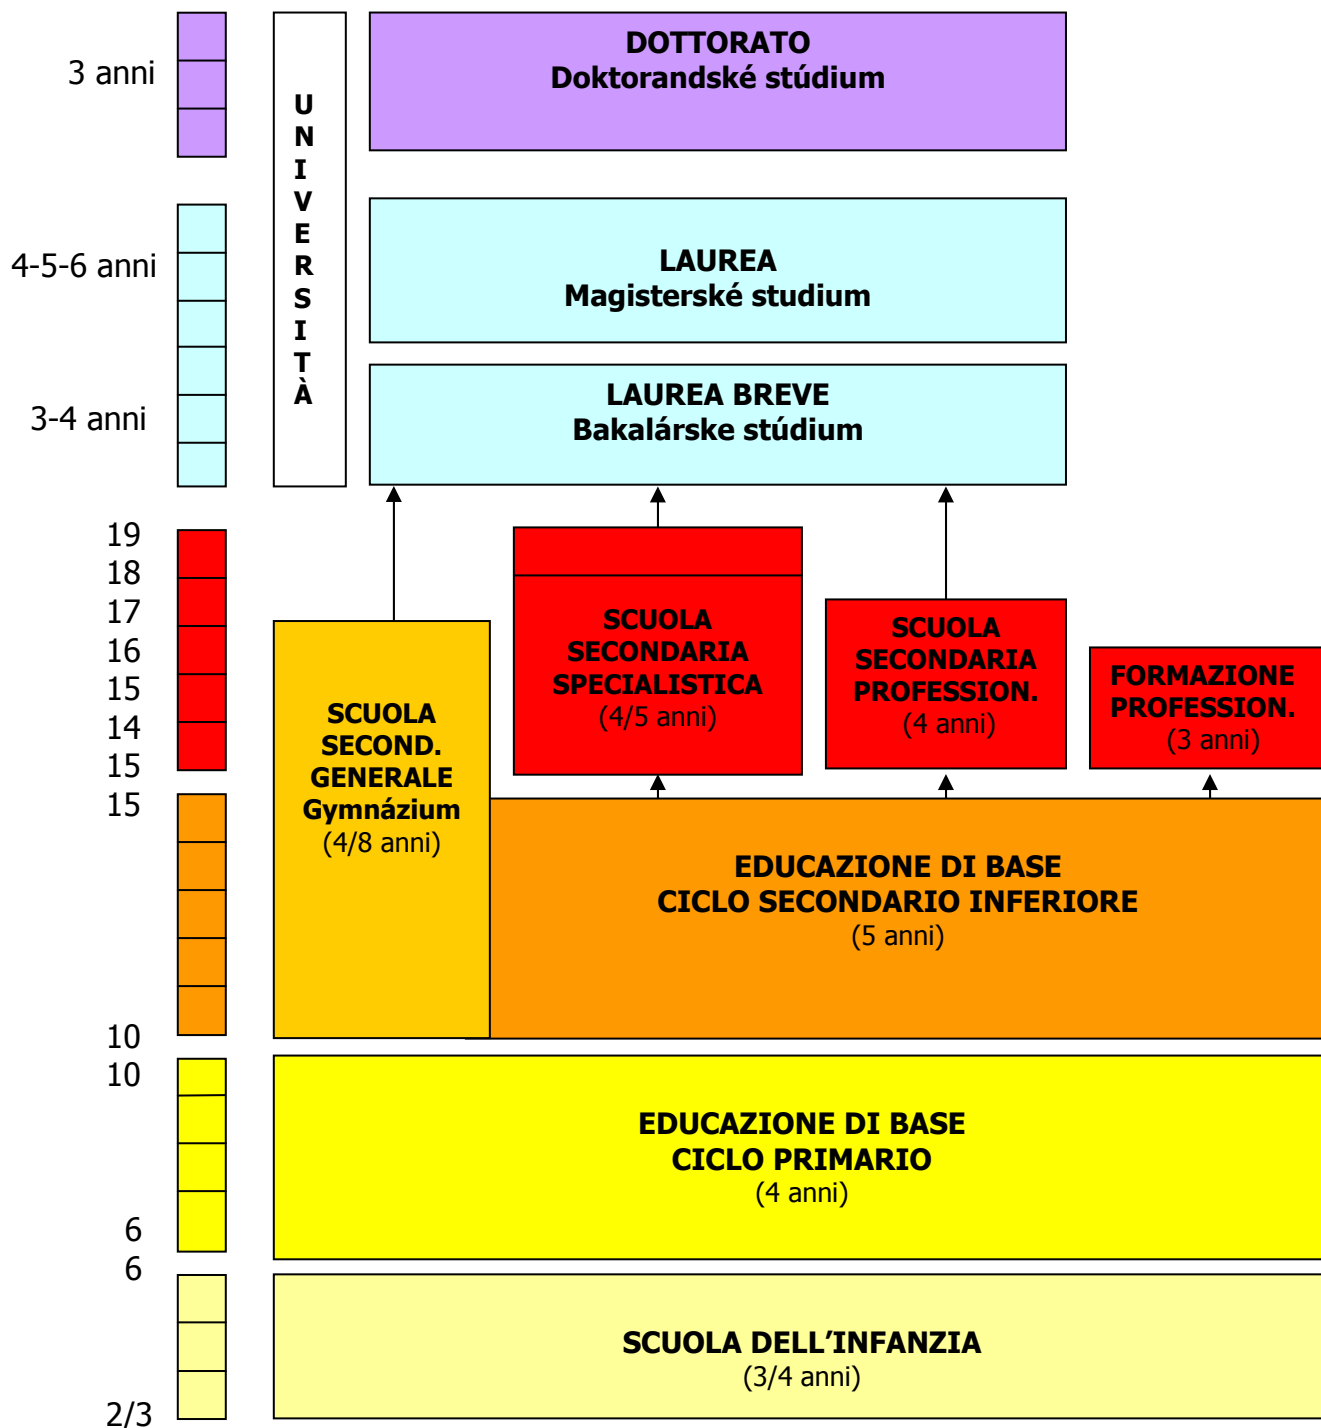 3 anni
UNIVERSITÀ
DOTTORATO
Doktorandské stúdium
4-5-6 anni
LAUREA
Magisterské studium
3-4 anni
LAUREA BREVE
Bakalárske stúdium
19
18
17
16
15
14
15
SCUOLA
SECOND.
GENERALE
Gymnázium
(4/8 anni)
SCUOLA
SECONDARIA
SPECIALISTICA
(4/5 anni)
SCUOLA
SECONDARIA
PROFESSION.
(4 anni)
FORMAZIONE
PROFESSION.
(3 anni)
15
10
EDUCAZIONE DI BASE
CICLO SECONDARIO INFERIORE
(5 anni)
10
6
EDUCAZIONE DI BASE
CICLO PRIMARIO
(4 anni)
6
2/3
SCUOLA DELL’INFANZIA
(3/4 anni)